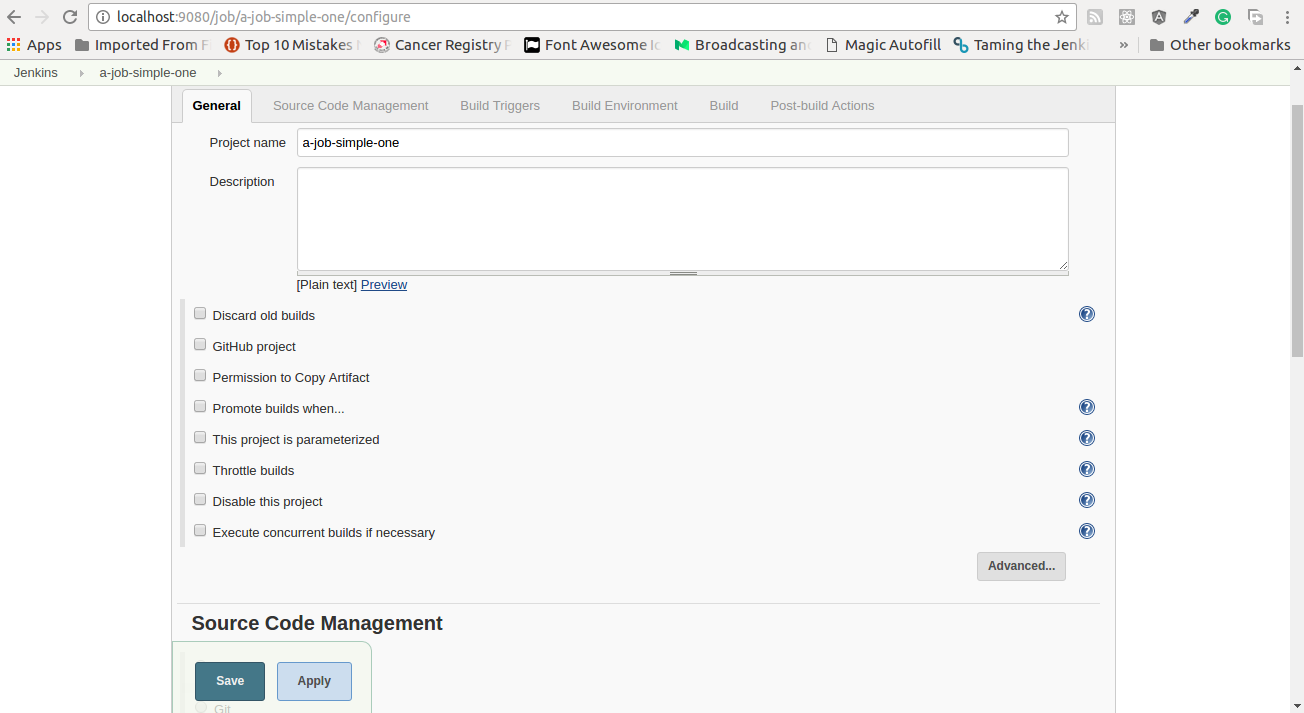 localhost:9080/job/a-job-simple-one/configure
Apps Imported From Top 10 Mistakes Cancer Registry Font Awesome Broadcasting an Magic Autofill Taming the Jenki » Other bookmarks
Jenkins a-job-simple-one
General Source Code Management Build Triggers Build Environment Build Post-build Actions
Project name a-job-simple-one
Description
[Plain text] Preview
Discard old builds ?
GitHub project
Permission to Copy Artifact
Promote builds when... ?
This project is parameterized ?
Throttle builds ?
Disable this project ?
Execute concurrent builds if necessary ?
Advanced...
Source Code Management
Save Apply
Git